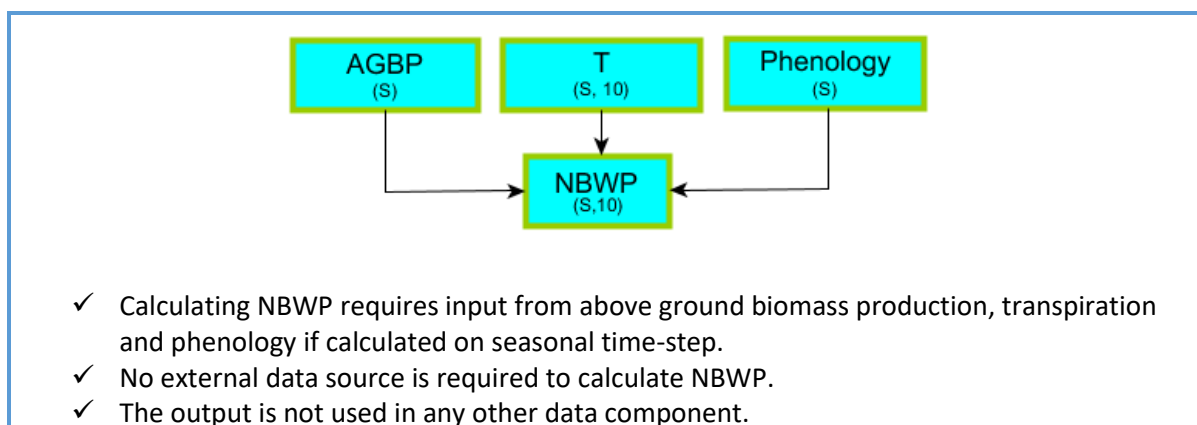 AGBP
(S)
T
(S, 10)
Phenology
(S)
NBWP
(S,10)
✓ Calculating NBWP requires input from above ground biomass production, transpiration
and phenology if calculated on seasonal time-step.
✓ No external data source is required to calculate NBWP.
✓ The output is not used in any other data component.